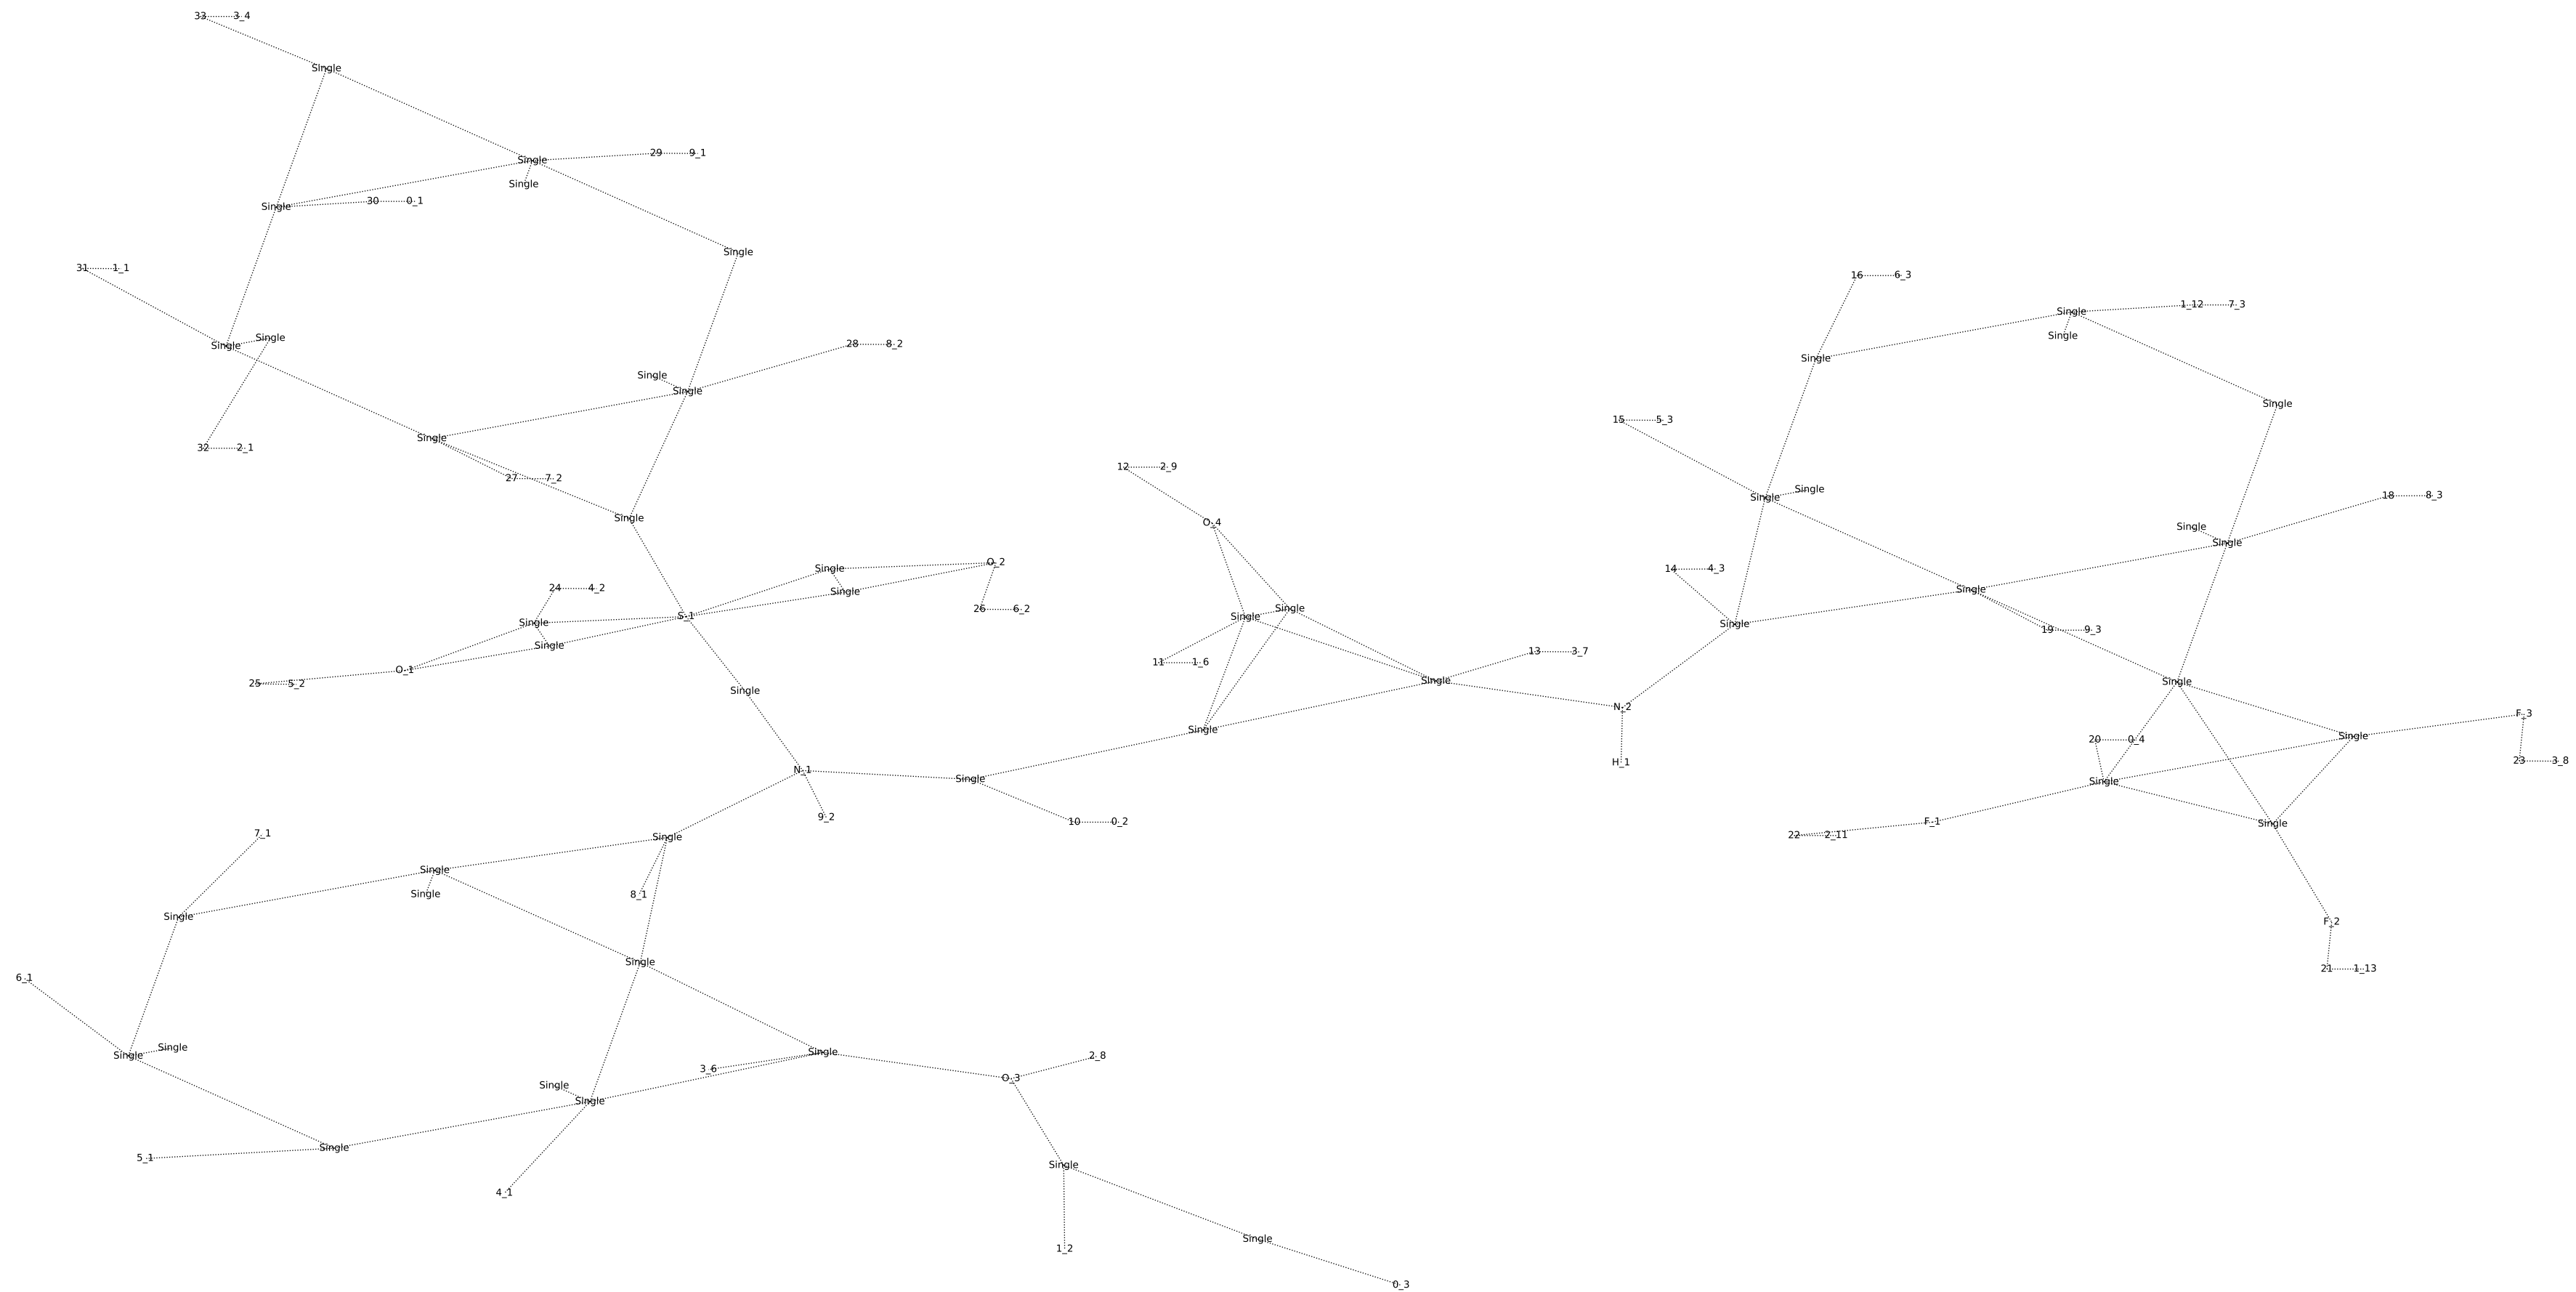 33 3_4
Single
29 9_1
Single
Single
30 0_1
Single
Single
31 1_1
16 6_3
1_12 7_3
Single
Single
Single
Single
28 8_2
Single
Single
Single
Single
Single
15 5_3
Single
32 2_1
12 2_9
27 7_2
Single
Single
18 8_3
Single
O_4
Single
Single
O_2
Single
14 4_3
24 4_2
Single
Single
Single
26 6_2
Single
S_1
Single
Single
Single
19 9_3
Single
13 3_7
11 1_6
O_1
25 5_2
Single
Single
Single
N_2
F_3
Single
Single
20 0_4
23 3_8
H_1
N_1
Single
Single
9_2
10 0_2
F_1
Single
22 2_11
7_1
Single
Single
Single
8_1
Single
F_2
Single
21 1_13
6_1
Single
Single
Single
2_8
3_6
O_3
Single
Single
Single
5_1
Single
4_1
Single
1_2
0_3